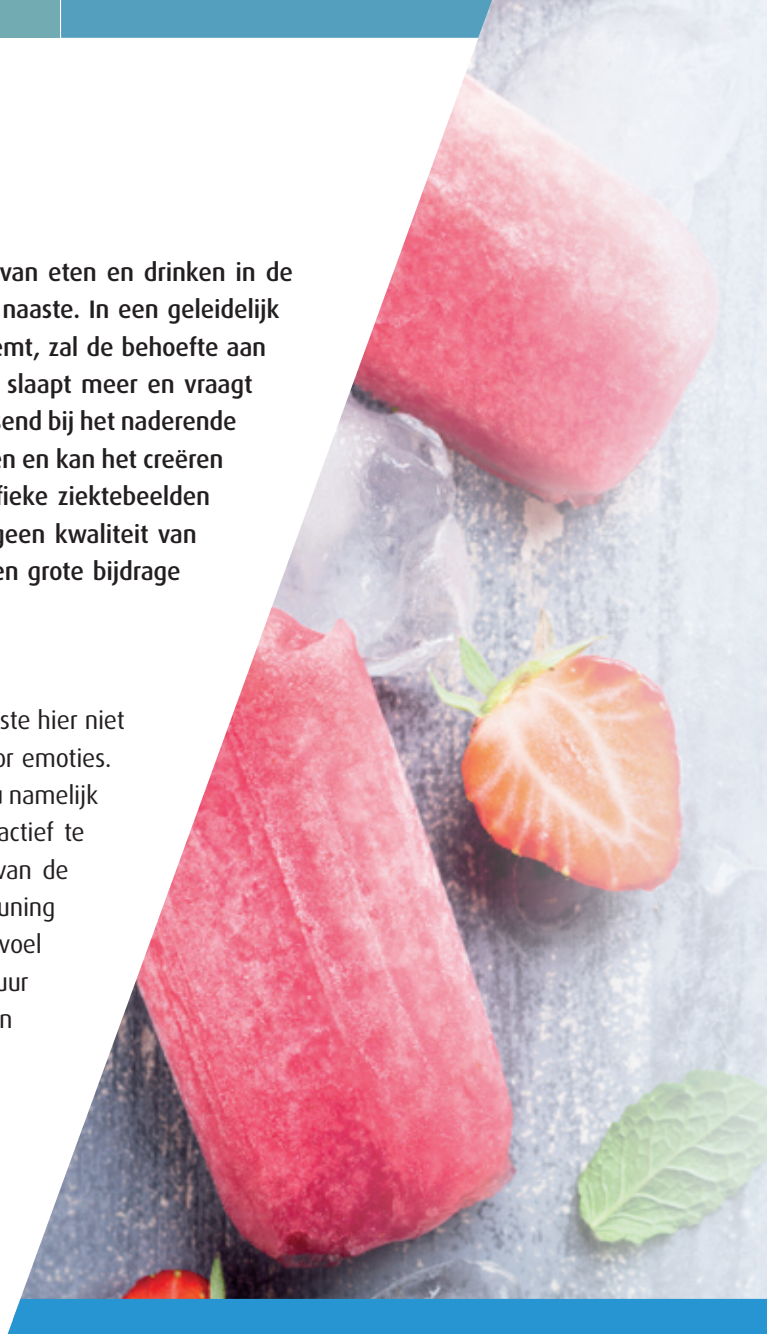 van eten en drinken in de
naaste. In een geleidelijk
emt, zal de behoefte aan
slaapt meer en vraagt
send bij het naderende
en en kan het creëren
fieke ziektebeelden
geen kwaliteit van
en grote bijdrage
ste hier niet
or emoties.
u namelijk
actief te
van de
uning
voel
uur
n